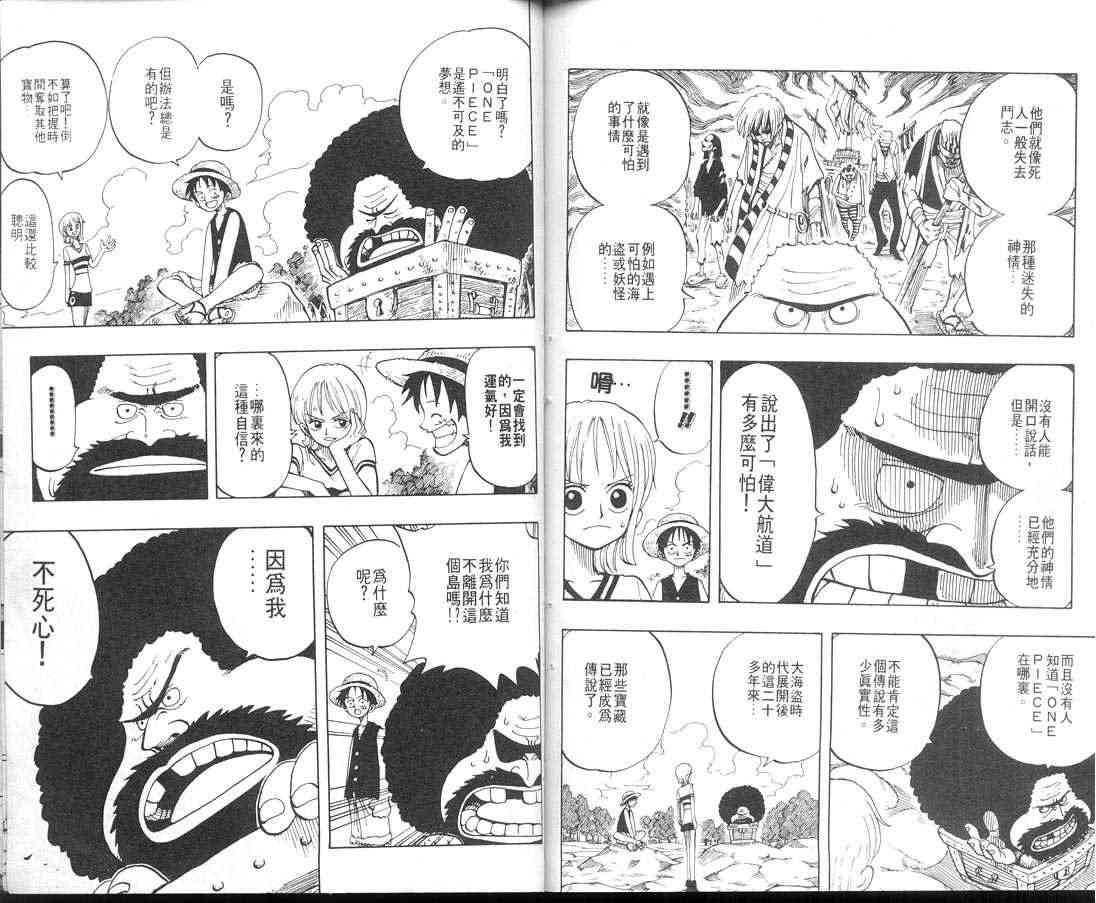 他們就像死
人一般失去
鬥志。
那種迷失的
神情…
就像是遇到
了什麼可怕
的事情
例如遇上
可怕的海
盜或妖怪
的……
沒有人能
開口說話，
但是……
他們的神情
已經充分地
……
說出了「偉大航道」
有多麼可怕！
………!!
嗗…
而且沒有人
知道「ONE
PIECE」
在哪裏。
不能肯定這
個傳說有多
少眞實性。
大海盜時
代展開後
的這二十
多年來…
那些寶藏
已經成為
傳說了。
明白了嗎？
「ONE
PIECE」
是遙不可及的
夢想。
是嗎？
但辦法總是
有的吧？
算了吧！倒
不如把握時
間奪取其他
寶物…
這還比較
聰明
一定會找到
的，因為我
運氣好！
…哪裏來的
這種自信？
………
你們知道
我為什麼
不離開這
個島嗎!?
為什麼
呢？
因為我
……
不死心！